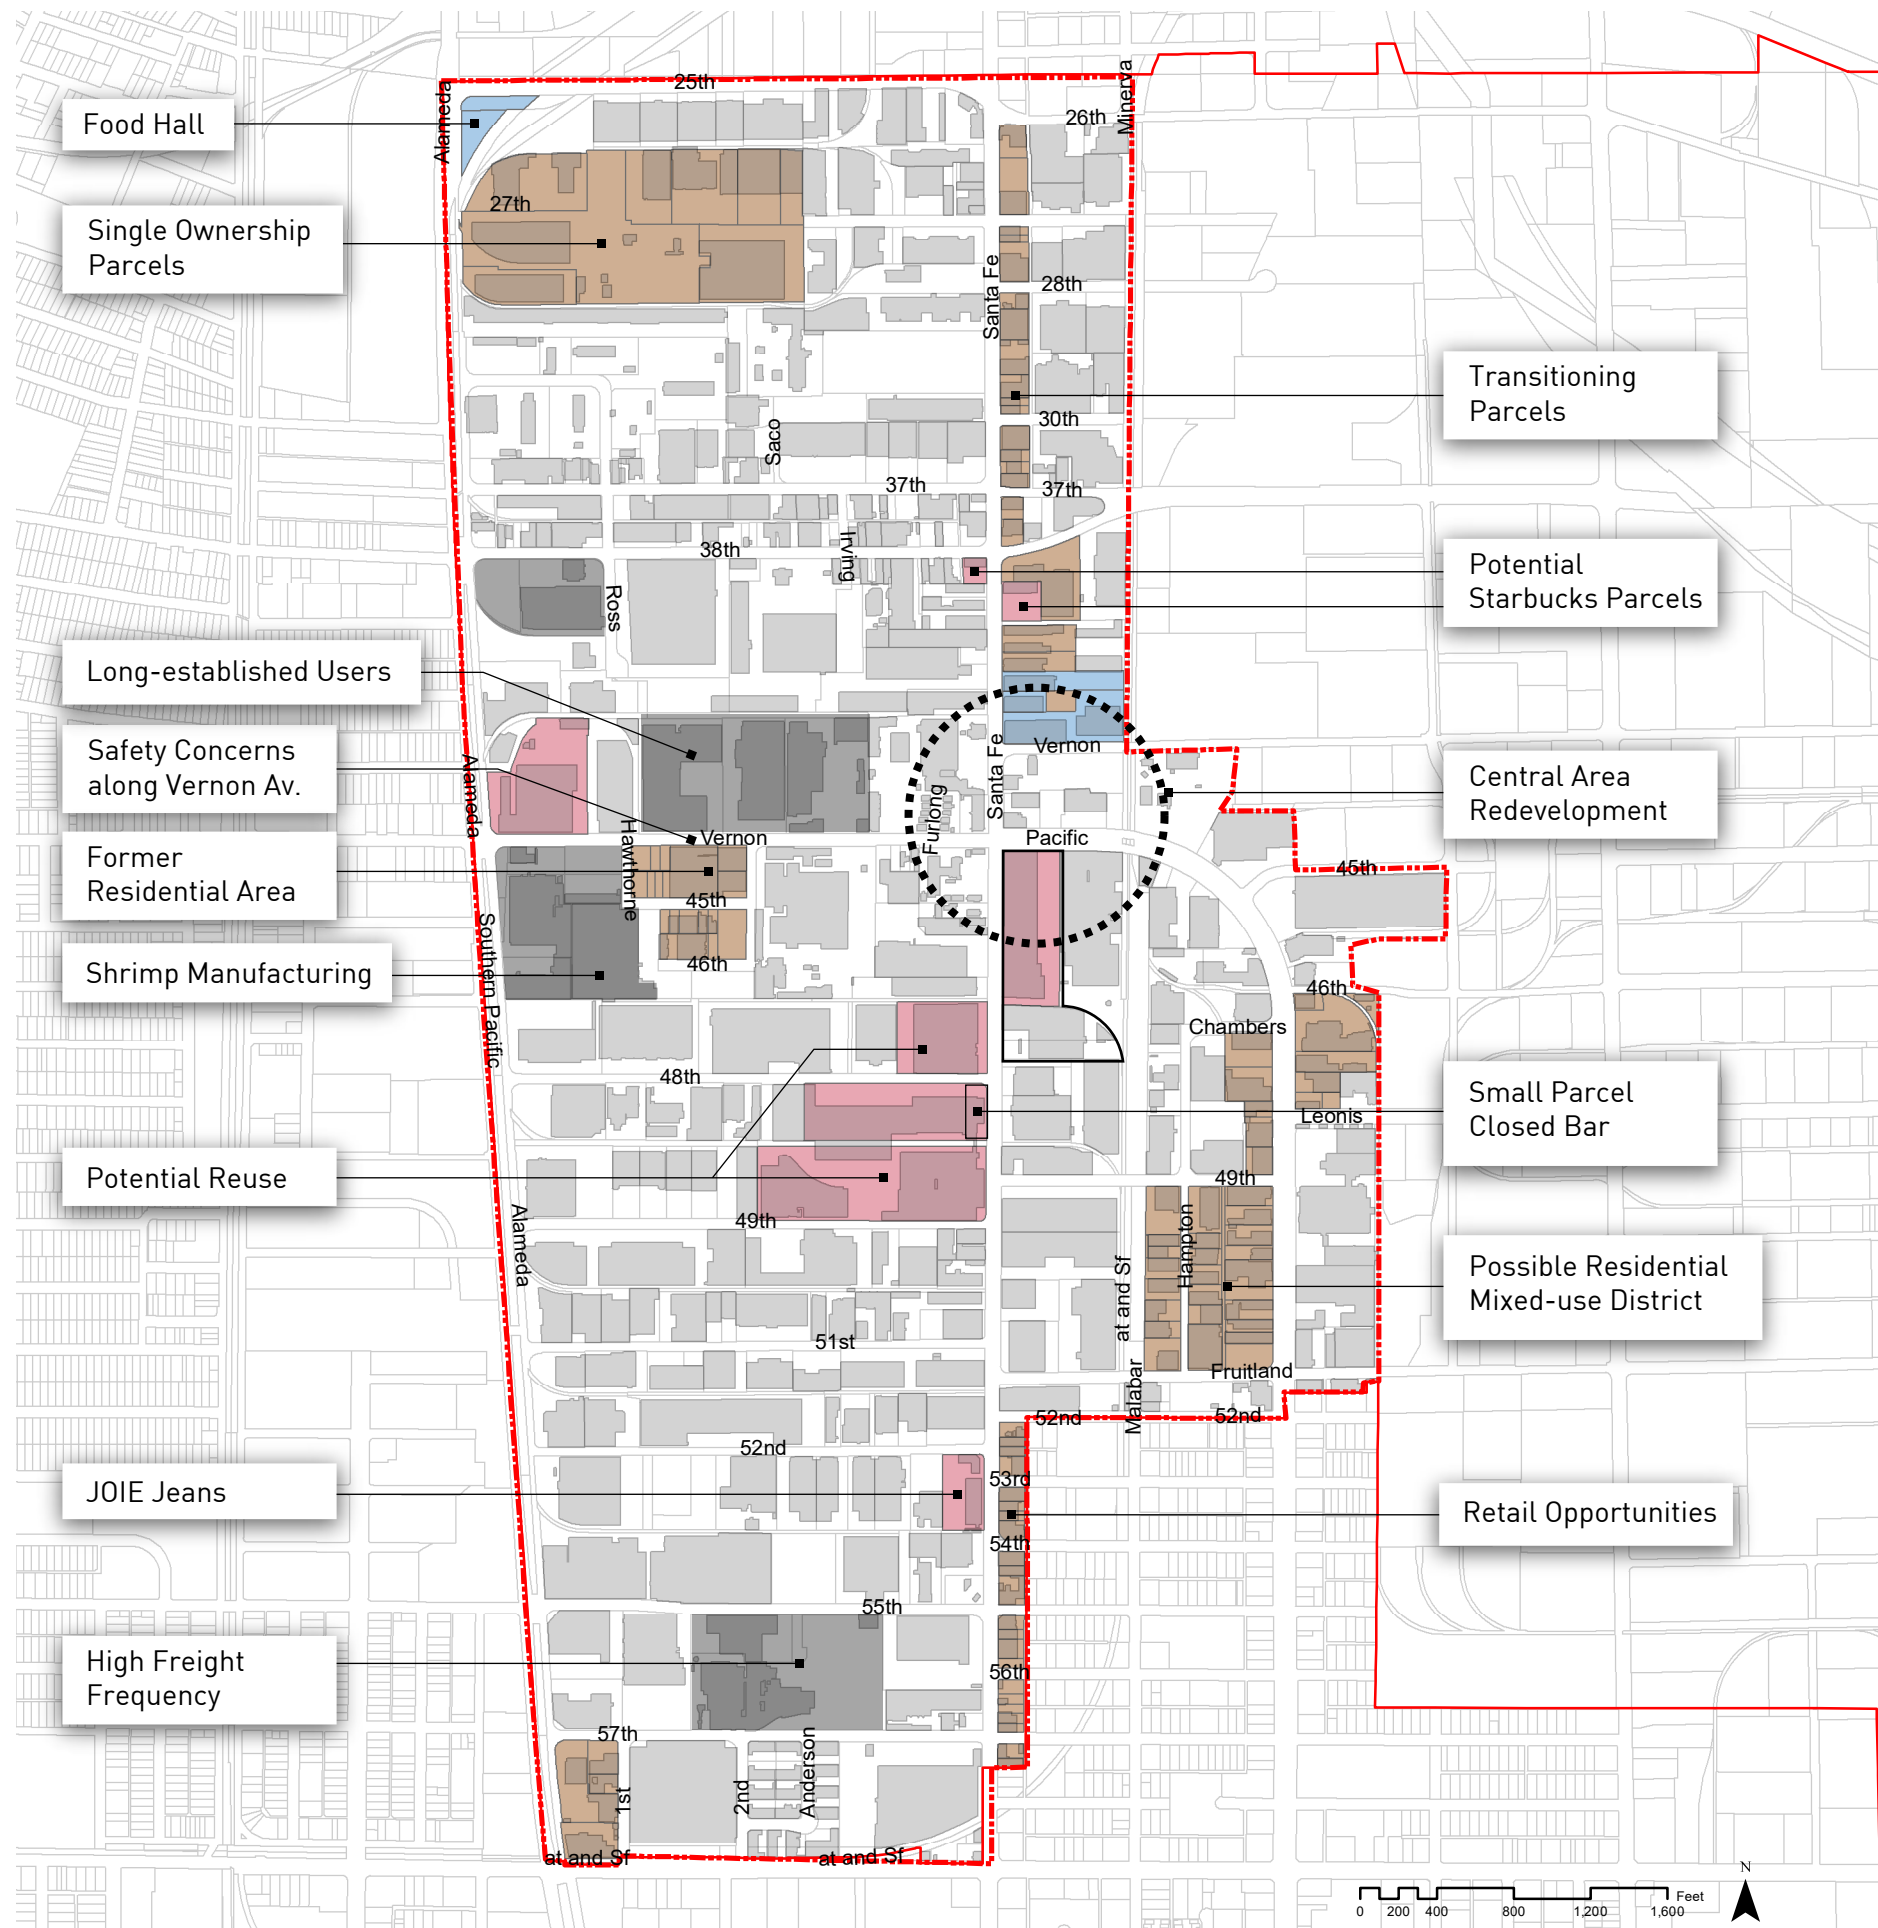 25th
Alameda
Minerva
26th
Food Hall
27th
Single Ownership
Parcels
Santa Fe
28th
Transitioning
Parcels
30th
Saco
37th
37th
38th
Irving
Ross
Potential
Starbucks Parcels
Long-established Users
Safety Concerns
along Vernon Av.
Alameda
Santa Fe
Vernon
Central Area
Redevelopment
Furlong
Hawthorne
Vernon
Pacific
Former
Residential Area
45th
45th
46th
Shrimp Manufacturing
Southern Pacific
46th
Chambers
48th
Small Parcel
Closed Bar
Leonis
Potential Reuse
49th
49th
Alameda
at and Sf
Hampton
Possible Residential
Mixed-use District
51st
Fruitland
Malabar
52nd
52nd
52nd
JOIE Jeans
53rd
Retail Opportunities
54th
55th
High Freight
Frequency
56th
57th
1st
2nd
Anderson
at and Sf
at and Sf
N
Feet
0 200 400 800 1,200 1,600